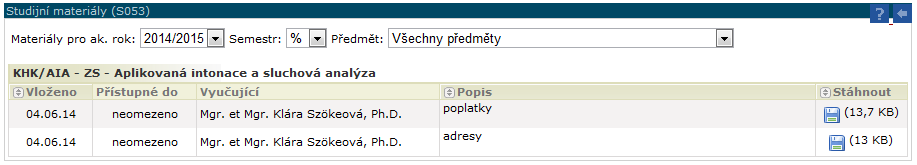 Studijní materiály (S053)
?
Materiály pro ak. rok: 2014/2015 Semestr: % Předmět: Všechny předměty
KHK/AIA - ZS - Aplikovaná intonace a sluchová analýza
Vloženo Přístupné do Vyučující Popis Stáhnout
04.06.14 neomezeno Mgr. et Mgr. Klára Szökeová, Ph.D. poplatky (13,7 KB)
04.06.14 neomezeno Mgr. et Mgr. Klára Szökeová, Ph.D. adresy (13 KB)